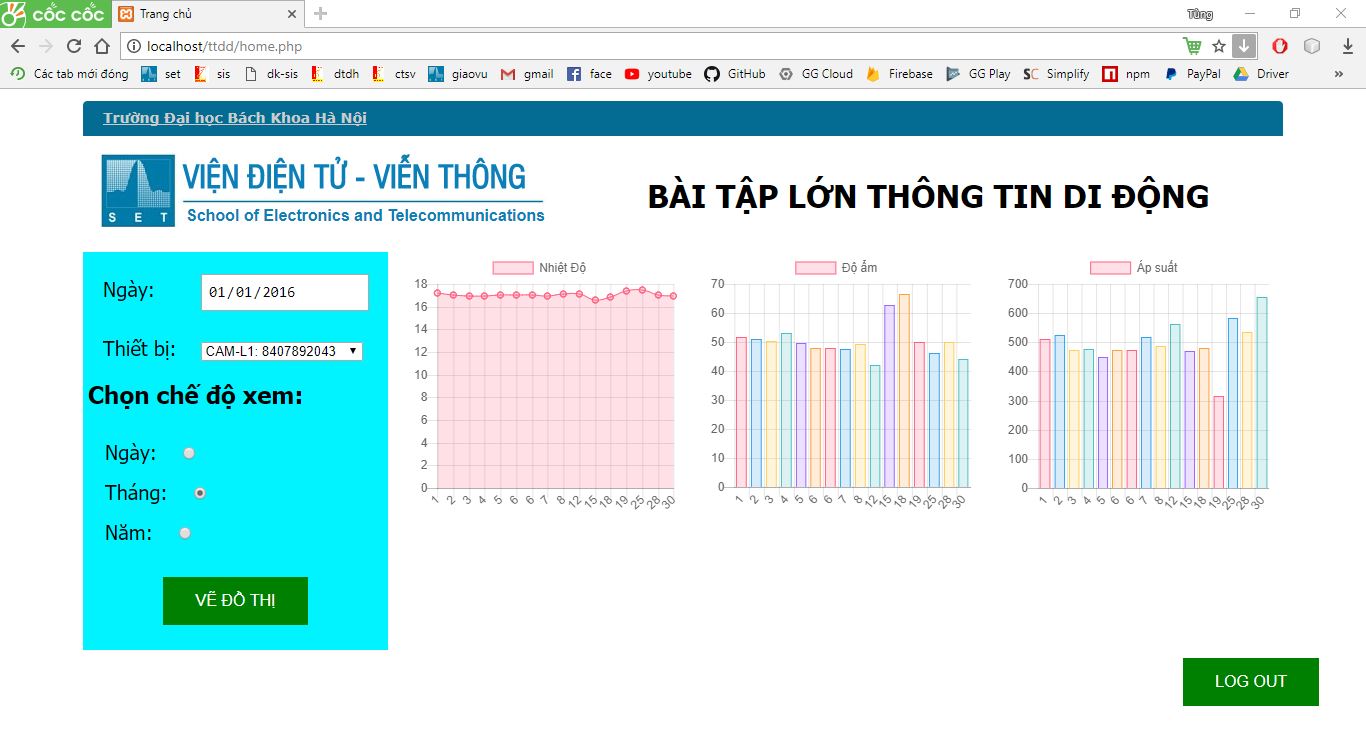 cốc cốc
Trang chủ
Tùng
localhost/ttdd/home.php
Các tab mới đóng set sis dk-sis dtdh ctsv giaovu gmail face youtube GitHub GG Cloud Firebase GG Play SC Simplify npm PayPal Driver »
Trường Đại học Bách Khoa Hà Nội
VIỆN ĐIỆN TỬ - VIỄN THÔNG
School of Electronics and Telecommunications
S E T
BÀI TẬP LỚN THÔNG TIN DI ĐỘNG
Ngày: 01/01/2016
Thiết bị: CAM-L1: 8407892043
Chọn chế độ xem:
Ngày:
Tháng:
Năm:
VẼ ĐỒ THỊ
Nhiệt Độ
18
16
14
12
10
8
6
4
2
0
1 2 3 4 5 6 6 7 8 12 15 18 19 25 28 30
Độ ẩm
70
60
50
40
30
20
10
0
1 2 3 4 5 6 6 7 8 12 15 18 19 25 28 30
Áp suất
700
600
500
400
300
200
100
0
1 2 3 4 5 6 6 7 8 12 15 18 19 25 28 30
LOG OUT